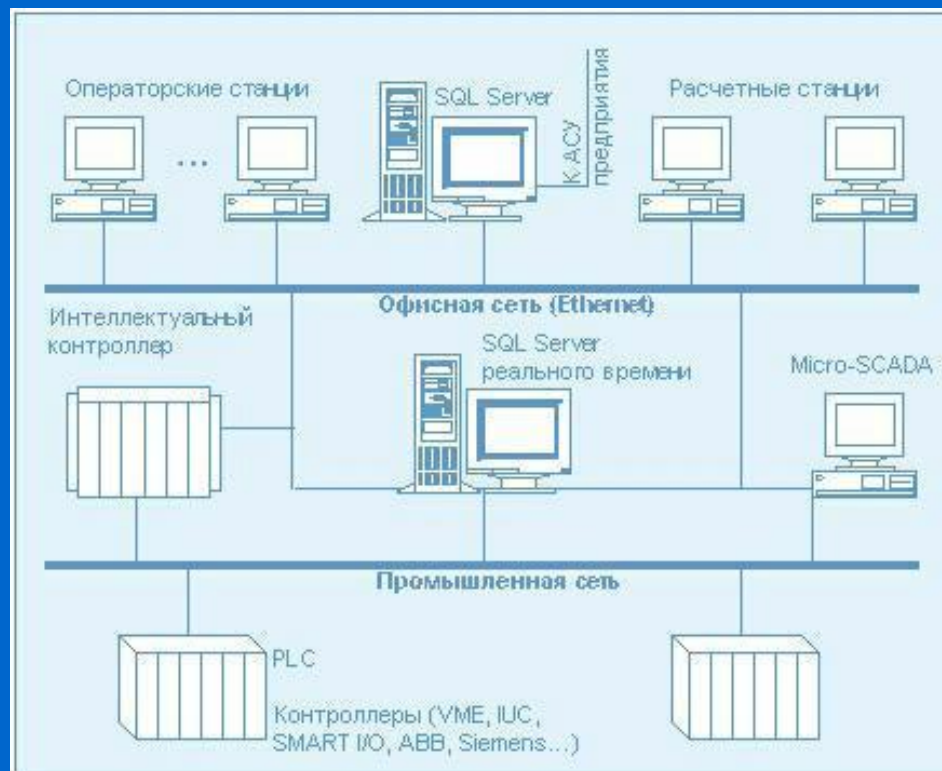 Операторские станции
SQL Server
К АСУ
предприятия
Расчетные станции
...
Офисная сеть (Ethernet)
Интеллектуальный
контроллер
SQL Server
реального времени
Micro-SCADA
Промышленная сеть
PLC
Контроллеры (VME, IUC,
SMART I/O, ABB, Siemens...)